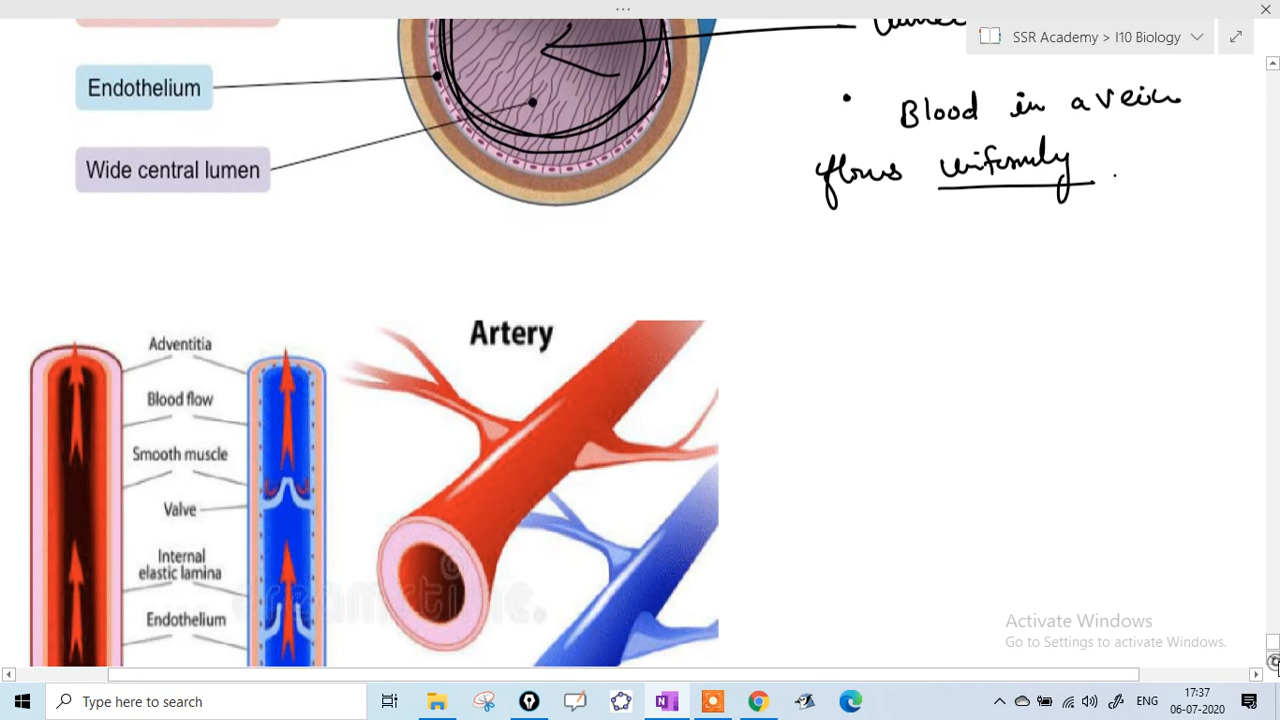 SSR Academy > I10 Biology
Endothelium
Wide central lumen
• Blood in a vein
flows uniformly.
Artery
Adventitia
Blood flow
Smooth muscle
Valve
Internal
elastic lamina
Endothelium
dreamstime.
Activate Windows
Go to Settings to activate Windows.
Type here to search
ENG
17:37
06-07-2020